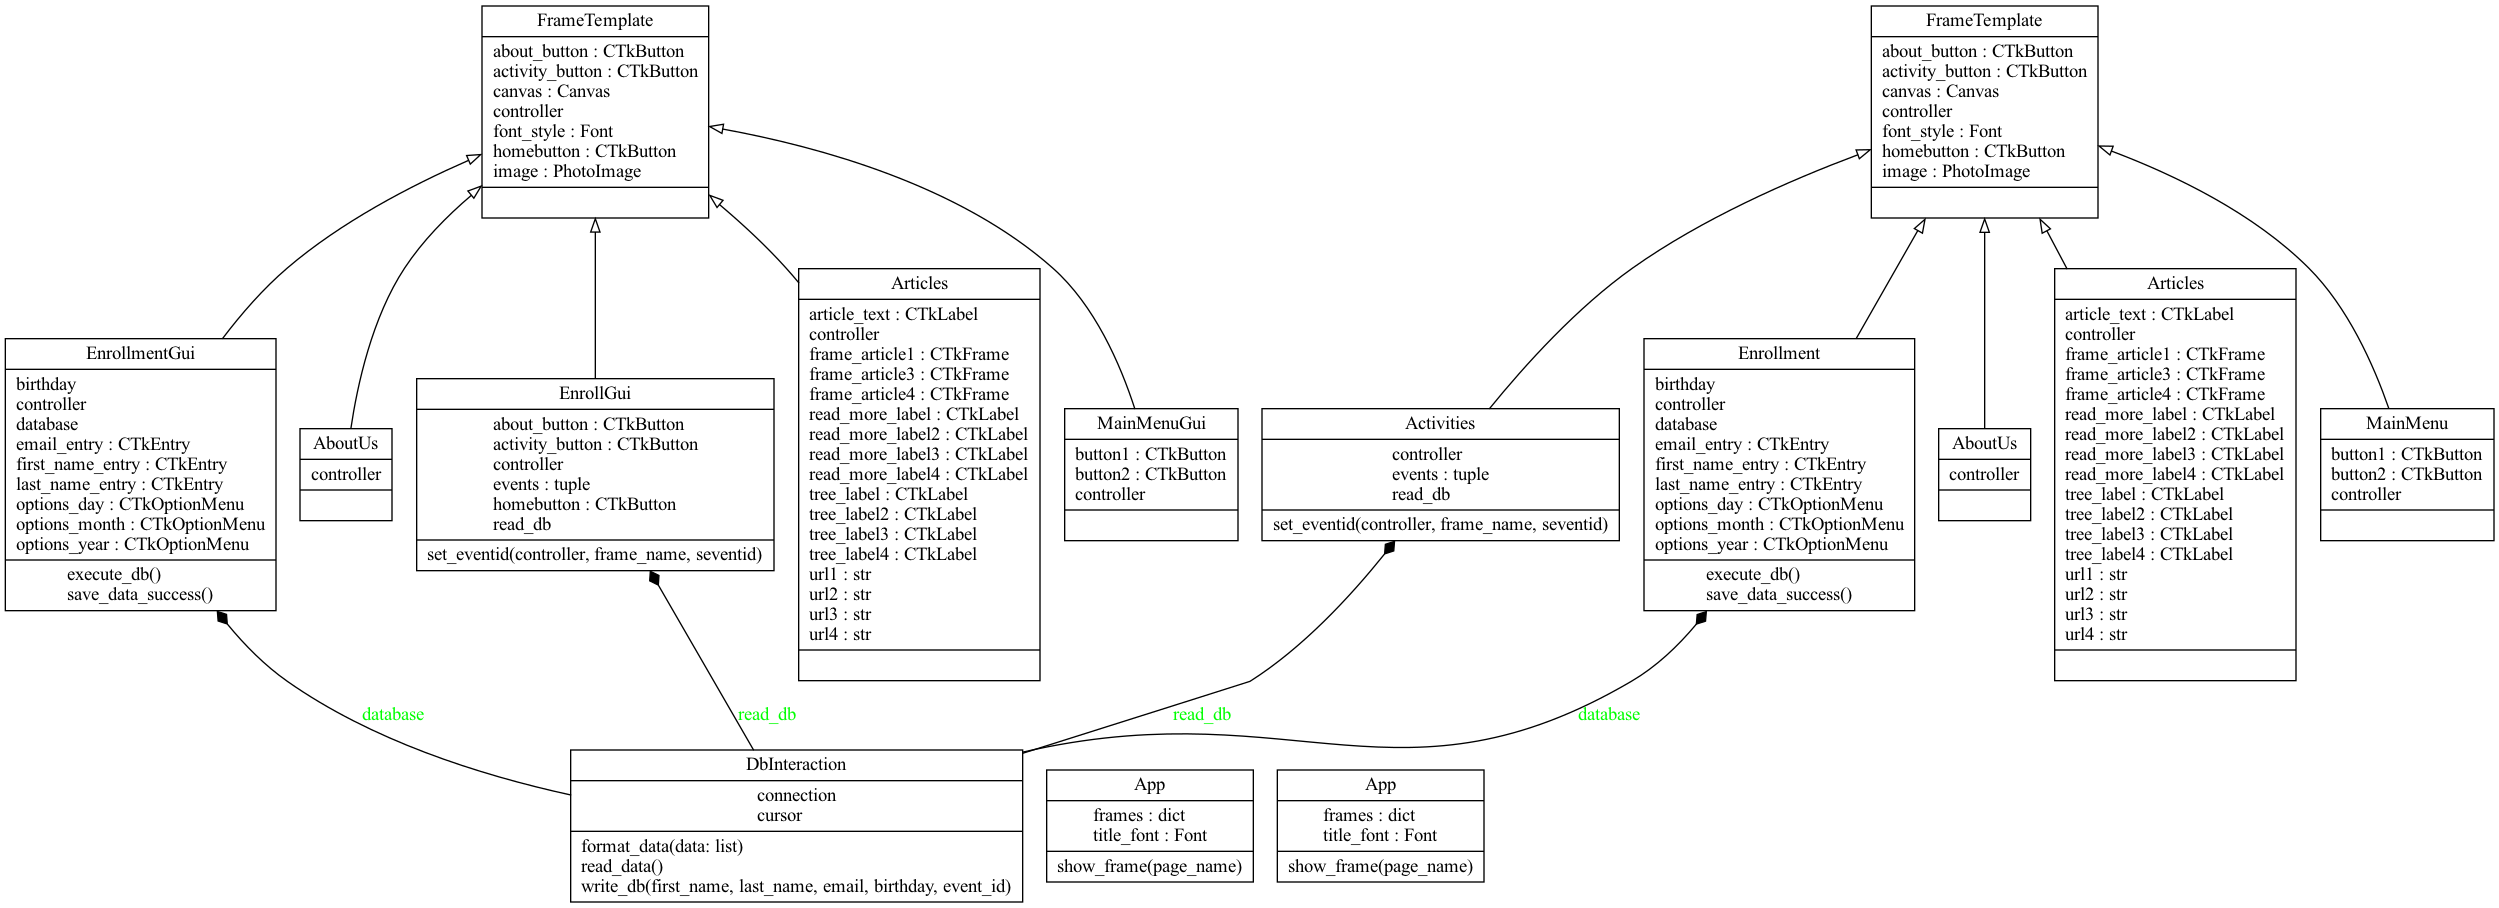 FrameTemplate
about_button : CTkButton
activity_button : CTkButton
canvas : Canvas
controller
font_style : Font
homebutton : CTkButton
image : PhotoImage
FrameTemplate
about_button : CTkButton
activity_button : CTkButton
canvas : Canvas
controller
font_style : Font
homebutton : CTkButton
image : PhotoImage
EnrollmentGui
birthday
controller
database
email_entry : CTkEntry
first_name_entry : CTkEntry
last_name_entry : CTkEntry
options_day : CTkOptionMenu
options_month : CTkOptionMenu
options_year : CTkOptionMenu
execute_db()
save_data_success()
AboutUs
controller
EnrollGui
about_button : CTkButton
activity_button : CTkButton
controller
events : tuple
homebutton : CTkButton
read_db
set_eventid(controller, frame_name, seventid)
Articles
article_text : CTkLabel
controller
frame_article1 : CTkFrame
frame_article3 : CTkFrame
frame_article4 : CTkFrame
read_more_label : CTkLabel
read_more_label2 : CTkLabel
read_more_label3 : CTkLabel
read_more_label4 : CTkLabel
tree_label : CTkLabel
tree_label2 : CTkLabel
tree_label3 : CTkLabel
tree_label4 : CTkLabel
url1 : str
url2 : str
url3 : str
url4 : str
MainMenuGui
button1 : CTkButton
button2 : CTkButton
controller
Activities
controller
events : tuple
read_db
set_eventid(controller, frame_name, seventid)
Enrollment
birthday
controller
database
email_entry : CTkEntry
first_name_entry : CTkEntry
last_name_entry : CTkEntry
options_day : CTkOptionMenu
options_month : CTkOptionMenu
options_year : CTkOptionMenu
execute_db()
save_data_success()
AboutUs
controller
Articles
article_text : CTkLabel
controller
frame_article1 : CTkFrame
frame_article3 : CTkFrame
frame_article4 : CTkFrame
read_more_label : CTkLabel
read_more_label2 : CTkLabel
read_more_label3 : CTkLabel
read_more_label4 : CTkLabel
tree_label : CTkLabel
tree_label2 : CTkLabel
tree_label3 : CTkLabel
tree_label4 : CTkLabel
url1 : str
url2 : str
url3 : str
url4 : str
MainMenu
button1 : CTkButton
button2 : CTkButton
controller
database
read_db
read_db
database
DbInteraction
connection
cursor
format_data(data: list)
read_data()
write_db(first_name, last_name, email, birthday, event_id)
App
frames : dict
title_font : Font
show_frame(page_name)
App
frames : dict
title_font : Font
show_frame(page_name)